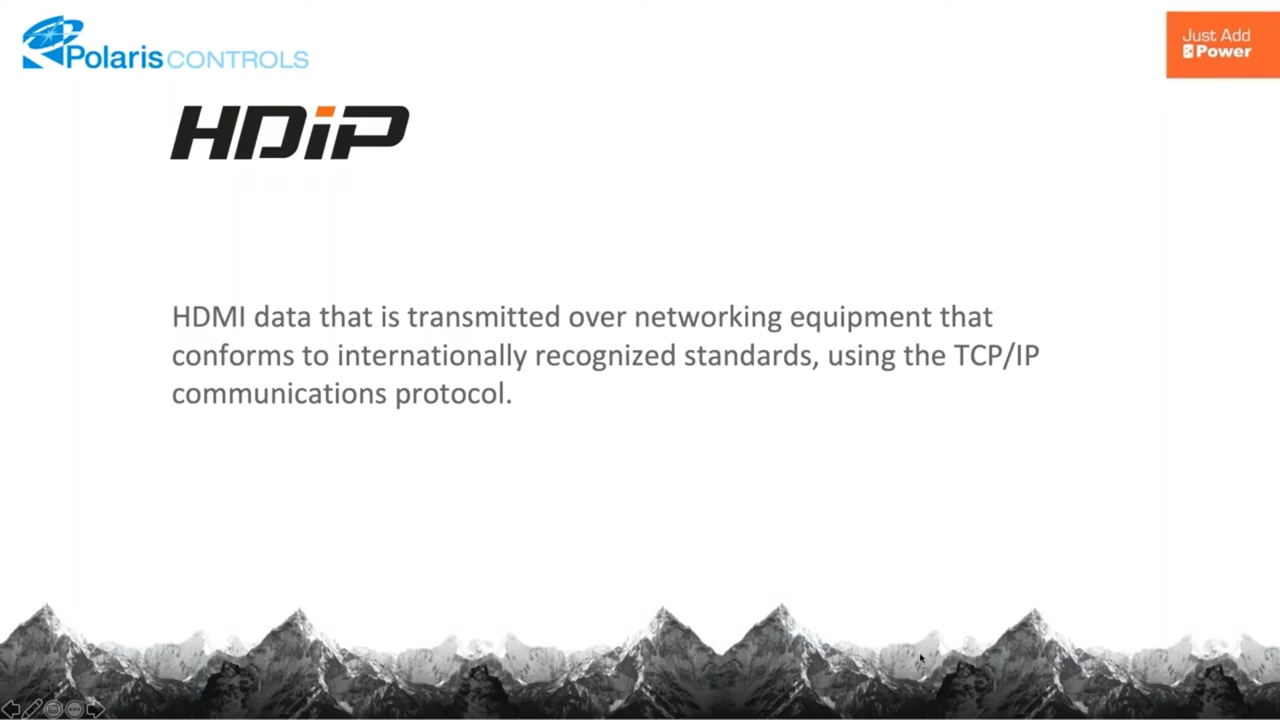 Polaris CONTROLS
Just Add
Power
HDiP
HDMI data that is transmitted over networking equipment that
conforms to internationally recognized standards, using the TCP/IP
communications protocol.